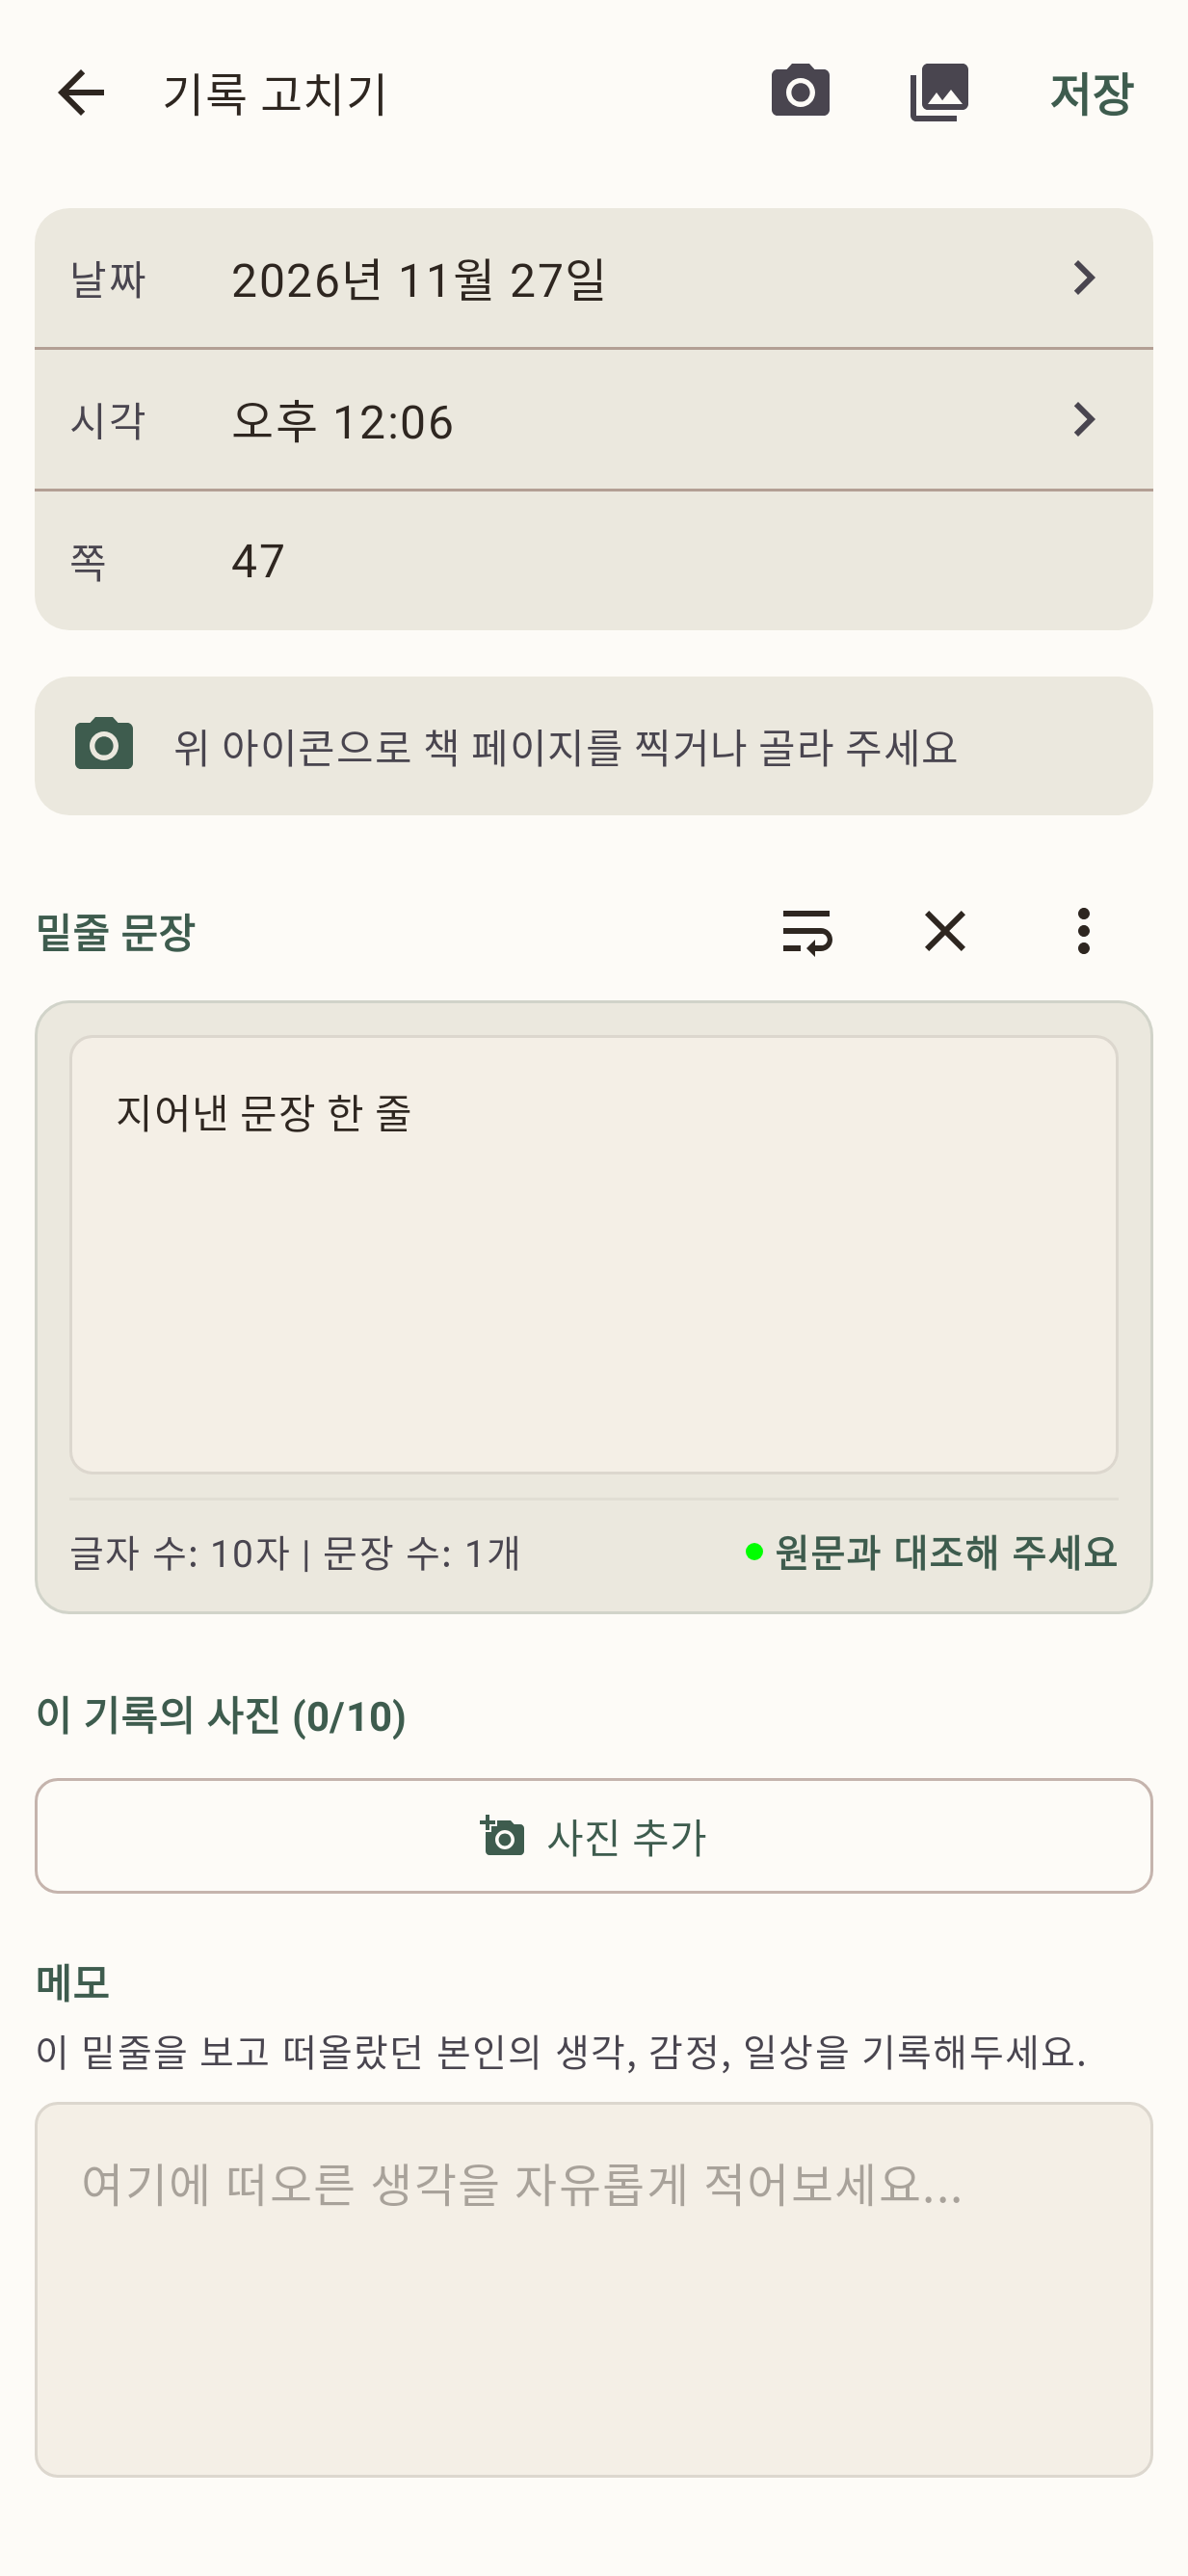 기록 고치기
저장
날짜 2026년 11월 27일
시각 오후 12:06
쪽 47
위 아이콘으로 책 페이지를 찍거나 골라 주세요
밑줄 문장
지어낸 문장 한 줄
글자 수: 10자 | 문장 수: 1개
원문과 대조해 주세요
이 기록의 사진 (0/10)
사진 추가
메모
이 밑줄을 보고 떠올랐던 본인의 생각, 감정, 일상을 기록해두세요.
여기에 떠오른 생각을 자유롭게 적어보세요...